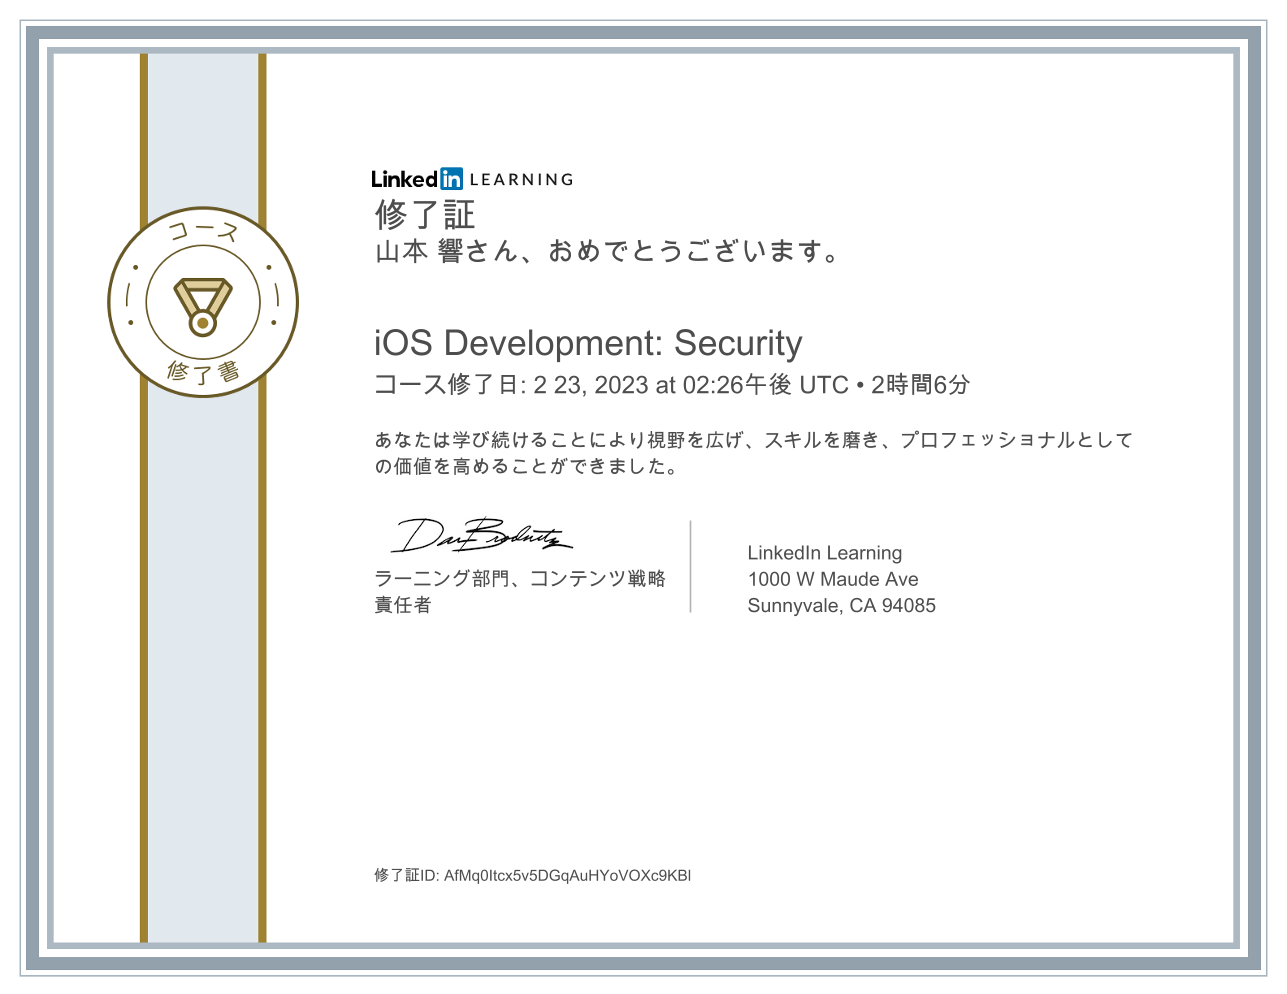 Linked in LEARNING
修了証
山本 響さん、おめでとうございます。
コース
修了書
iOS Development: Security
コース修了日: 2 23, 2023 at 02:26午後 UTC • 2時間6分
あなたは学び続けることにより視野を広げ、スキルを磨き、プロフェッショナルとして
の価値を高めることができました。
ラーニング部門、コンテンツ戦略
責任者
LinkedIn Learning
1000 W Maude Ave
Sunnyvale, CA 94085
修了証ID: AfMq0Itcx5v5DGqAuHYoVOXc9KBl